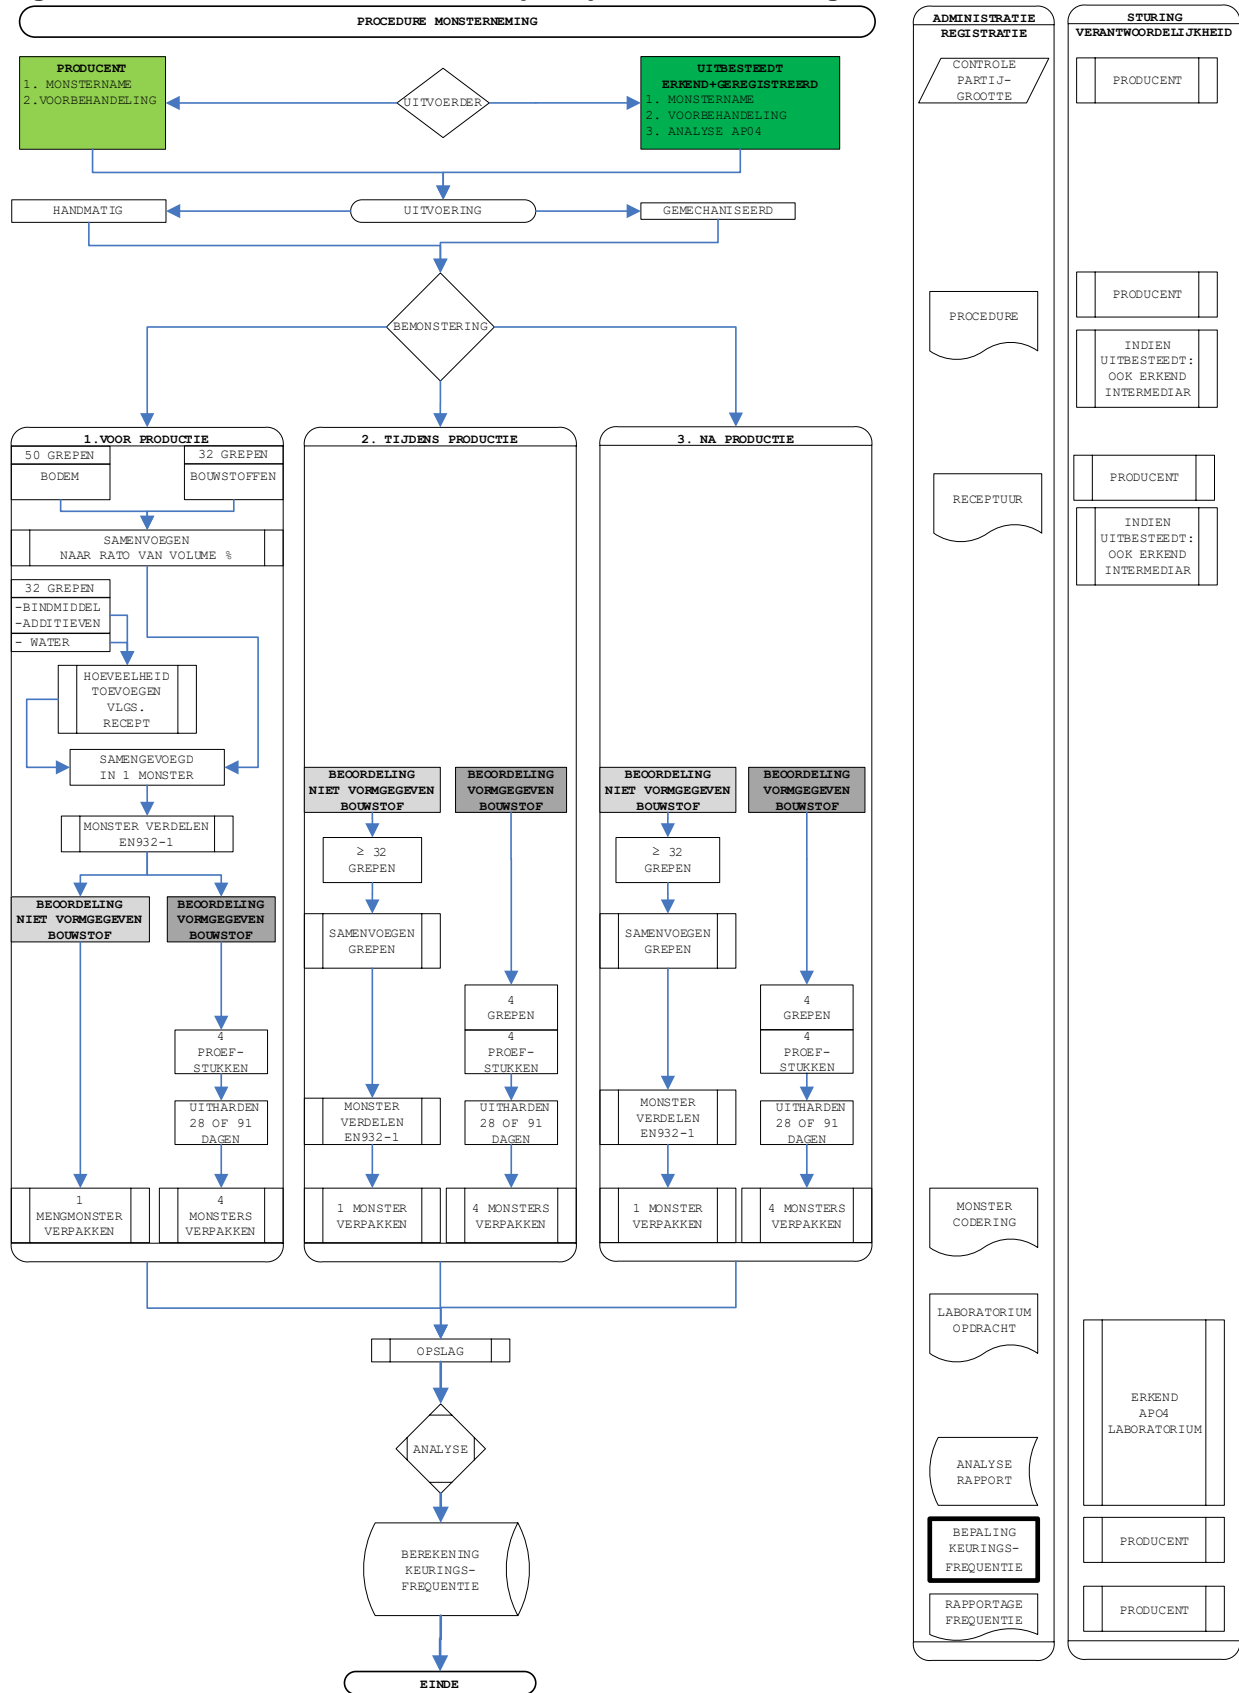 PROCEDURE MONSTERNEMING
PRODUCENT
1. MONSTERNAME
2.VOORBEHANDELING
UITVOERDER
UITBESTEEDT
ERKEND+GEREGISTREERD
1. MONSTERNAME
2. VOORBEHANDELING
3. ANALYSE AP04
HANDMATIG
UITVOERING
GEMECHANISEERD
BEMONSTERING
1.VOOR PRODUCTIE
50 GREPEN
BODEM
32 GREPEN
BOUWSTOFFEN
SAMENVOEGEN
NAAR RATO VAN VOLUME %
32 GREPEN
-BINDMIDDEL
-ADDITIEVEN
- WATER
HOEVEELHEID
TOEVOEGEN
VLGS.
RECEPT
SAMENGEVOEGD
IN 1 MONSTER
MONSTER VERDELEN
EN932-1
BEOORDELING
NIET VORMGEGEVEN
BOUWSTOF
BEOORDELING
VORMGEGEVEN
BOUWSTOF
4
PROEF-
STUKKEN
UITHARDEN
28 OF 91
DAGEN
1
MENGMONSTER
VERPAKKEN
4
MONSTERS
VERPAKKEN
2. TIJDENS PRODUCTIE
BEOORDELING
NIET VORMGEGEVEN
BOUWSTOF
BEOORDELING
VORMGEGEVEN
BOUWSTOF
≥ 32
GREPEN
SAMENVOEGEN
GREPEN
4
GREPEN
4
PROEF-
STUKKEN
MONSTER
VERDELEN
EN932-1
UITHARDEN
28 OF 91
DAGEN
1 MONSTER
VERPAKKEN
4 MONSTERS
VERPAKKEN
3. NA PRODUCTIE
BEOORDELING
NIET VORMGEGEVEN
BOUWSTOF
BEOORDELING
VORMGEGEVEN
BOUWSTOF
≥ 32
GREPEN
SAMENVOEGEN
GREPEN
4
GREPEN
4
PROEF-
STUKKEN
MONSTER
VERDELEN
EN932-1
UITHARDEN
28 OF 91
DAGEN
1 MONSTER
VERPAKKEN
4 MONSTERS
VERPAKKEN
OPSLAG
ANALYSE
BEREKENING
KEURINGS-
FREQUENTIE
EINDE
ADMINISTRATIE
REGISTRATIE
CONTROLE
PARTIJ-
GROOTTE
PROCEDURE
RECEPTUUR
MONSTER
CODERING
LABORATORIUM
OPDRACHT
ANALYSE
RAPPORT
BEPALING
KEURINGS-
FREQUENTIE
RAPPORTAGE
FREQUENTIE
STURING
VERANTWOORDELIJKHEID
PRODUCENT
PRODUCENT
INDIEN
UITBESTEEDT:
OOK ERKEND
INTERMEDIAR
PRODUCENT
INDIEN
UITBESTEEDT:
OOK ERKEND
INTERMEDIAR
ERKEND
APO4
LABORATORIUM
PRODUCENT
PRODUCENT